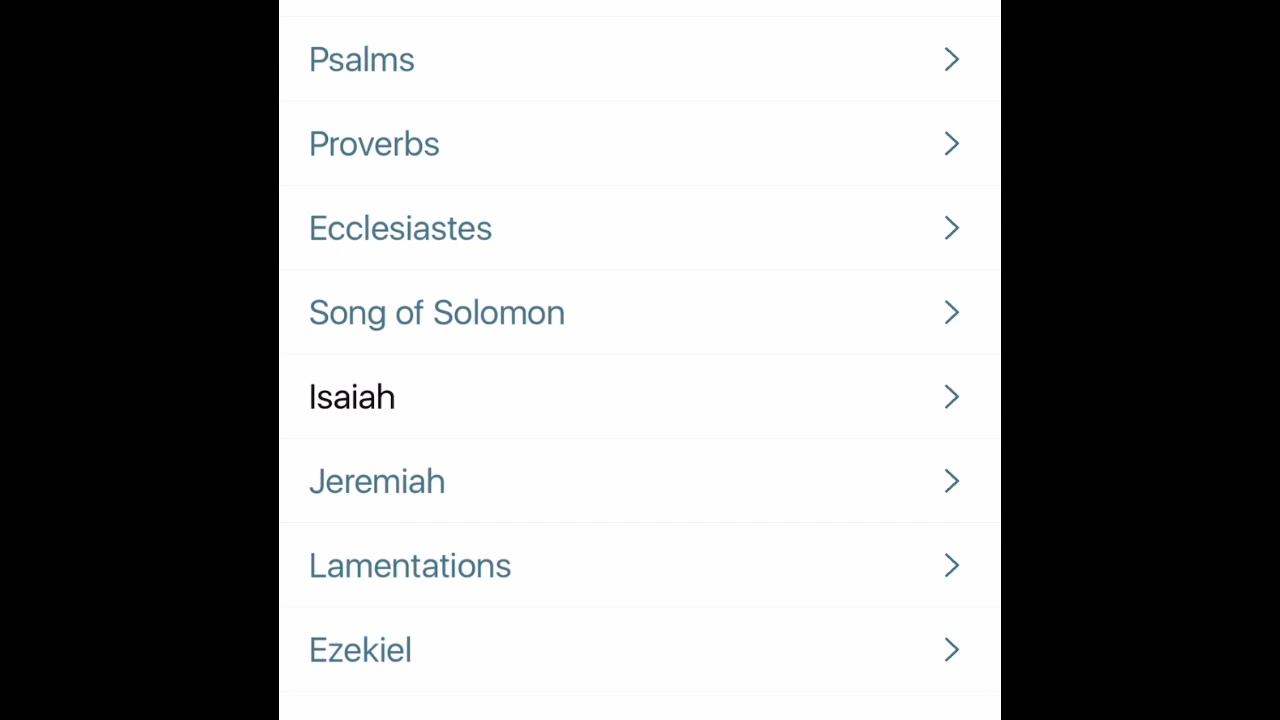 Psalms
Proverbs
Ecclesiastes
Song of Solomon
Isaiah
Jeremiah
Lamentations
Ezekiel